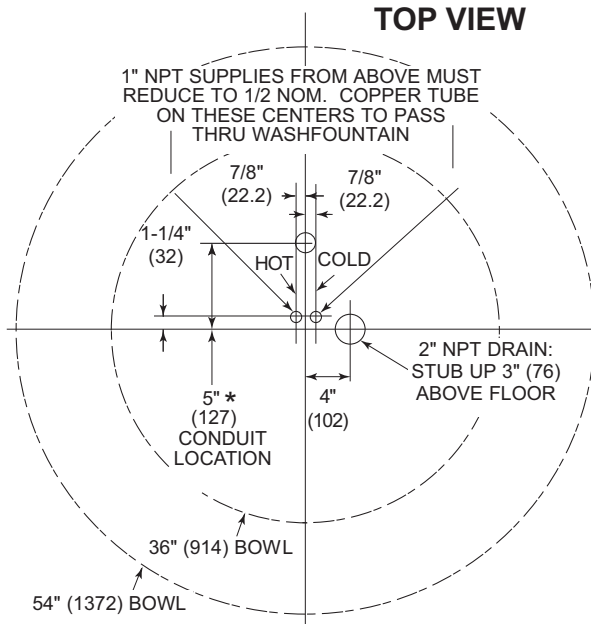 TOP VIEW
1" NPT SUPPLIES FROM ABOVE MUST
REDUCE TO 1/2 NOM. COPPER TUBE
ON THESE CENTERS TO PASS
THRU WASHFOUNTAIN
7/8"
(22.2)
7/8"
(22.2)
1-1/4"
(32)
HOT
COLD
5" *
(127)
CONDUIT
LOCATION
4"
(102)
2" NPT DRAIN:
STUB UP 3" (76)
ABOVE FLOOR
36" (914) BOWL
54" (1372) BOWL